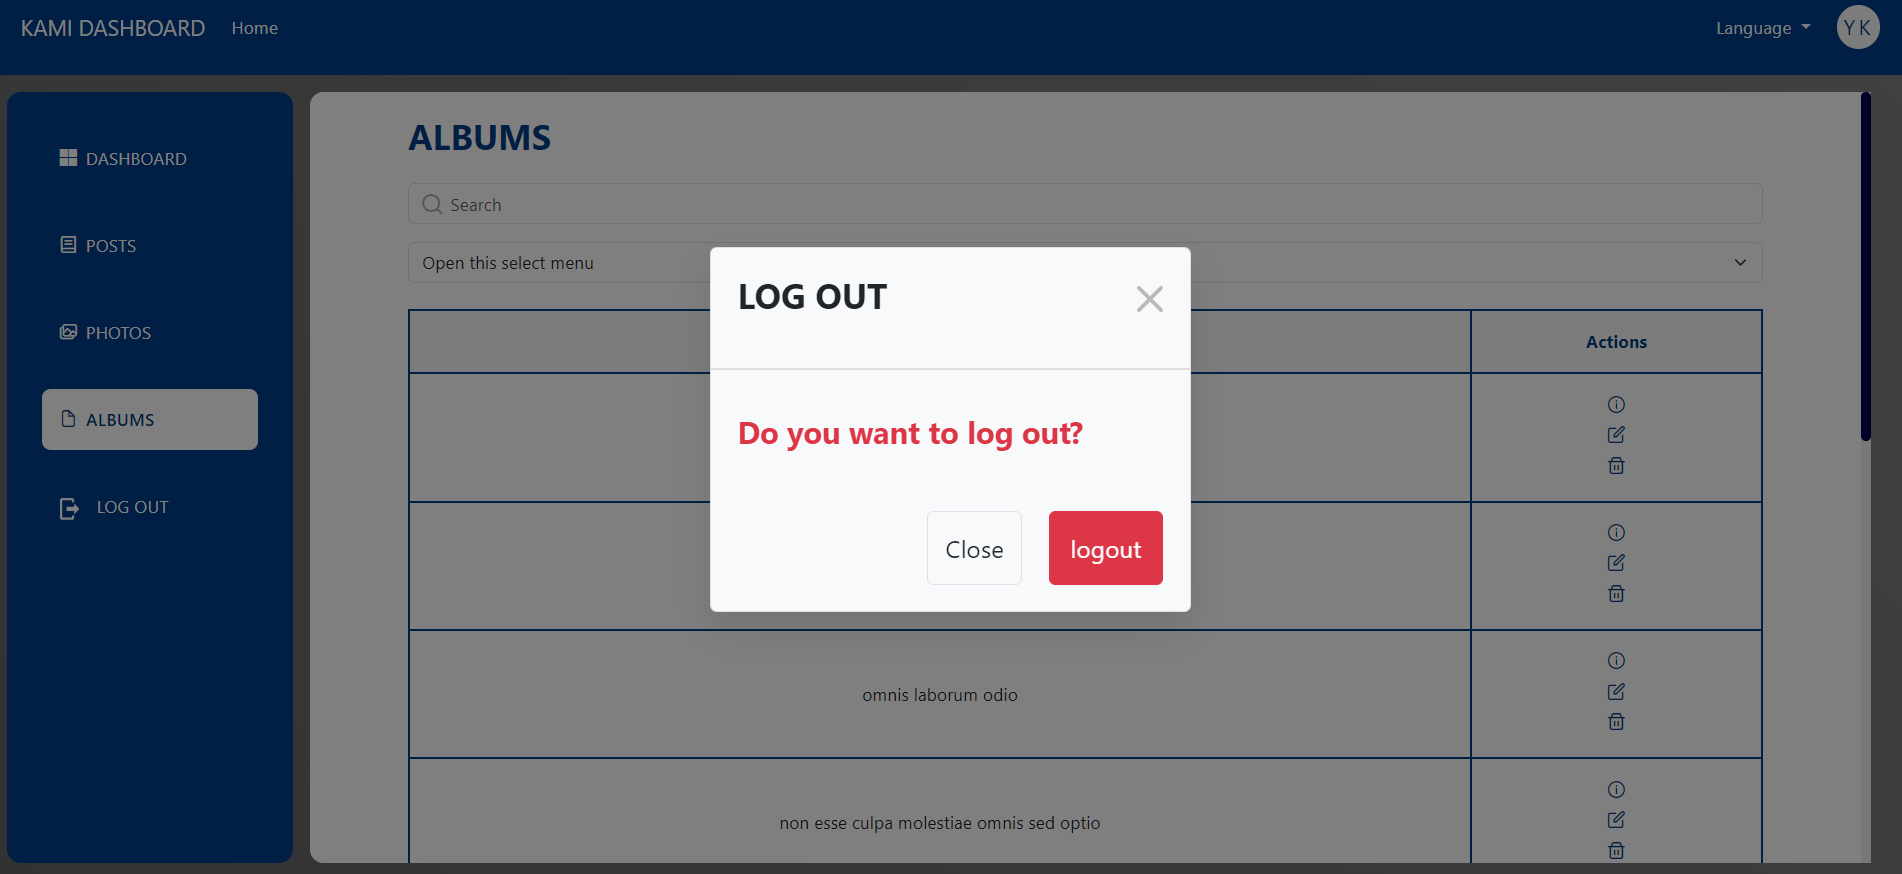 KAMI DASHBOARD Home Language Y K
DASHBOARD
POSTS
PHOTOS
ALBUMS
LOG OUT
ALBUMS
Search
Open this select menu
Actions
omnis laborum odio
non esse culpa molestiae omnis sed optio
LOG OUT
Do you want to log out?
Close logout